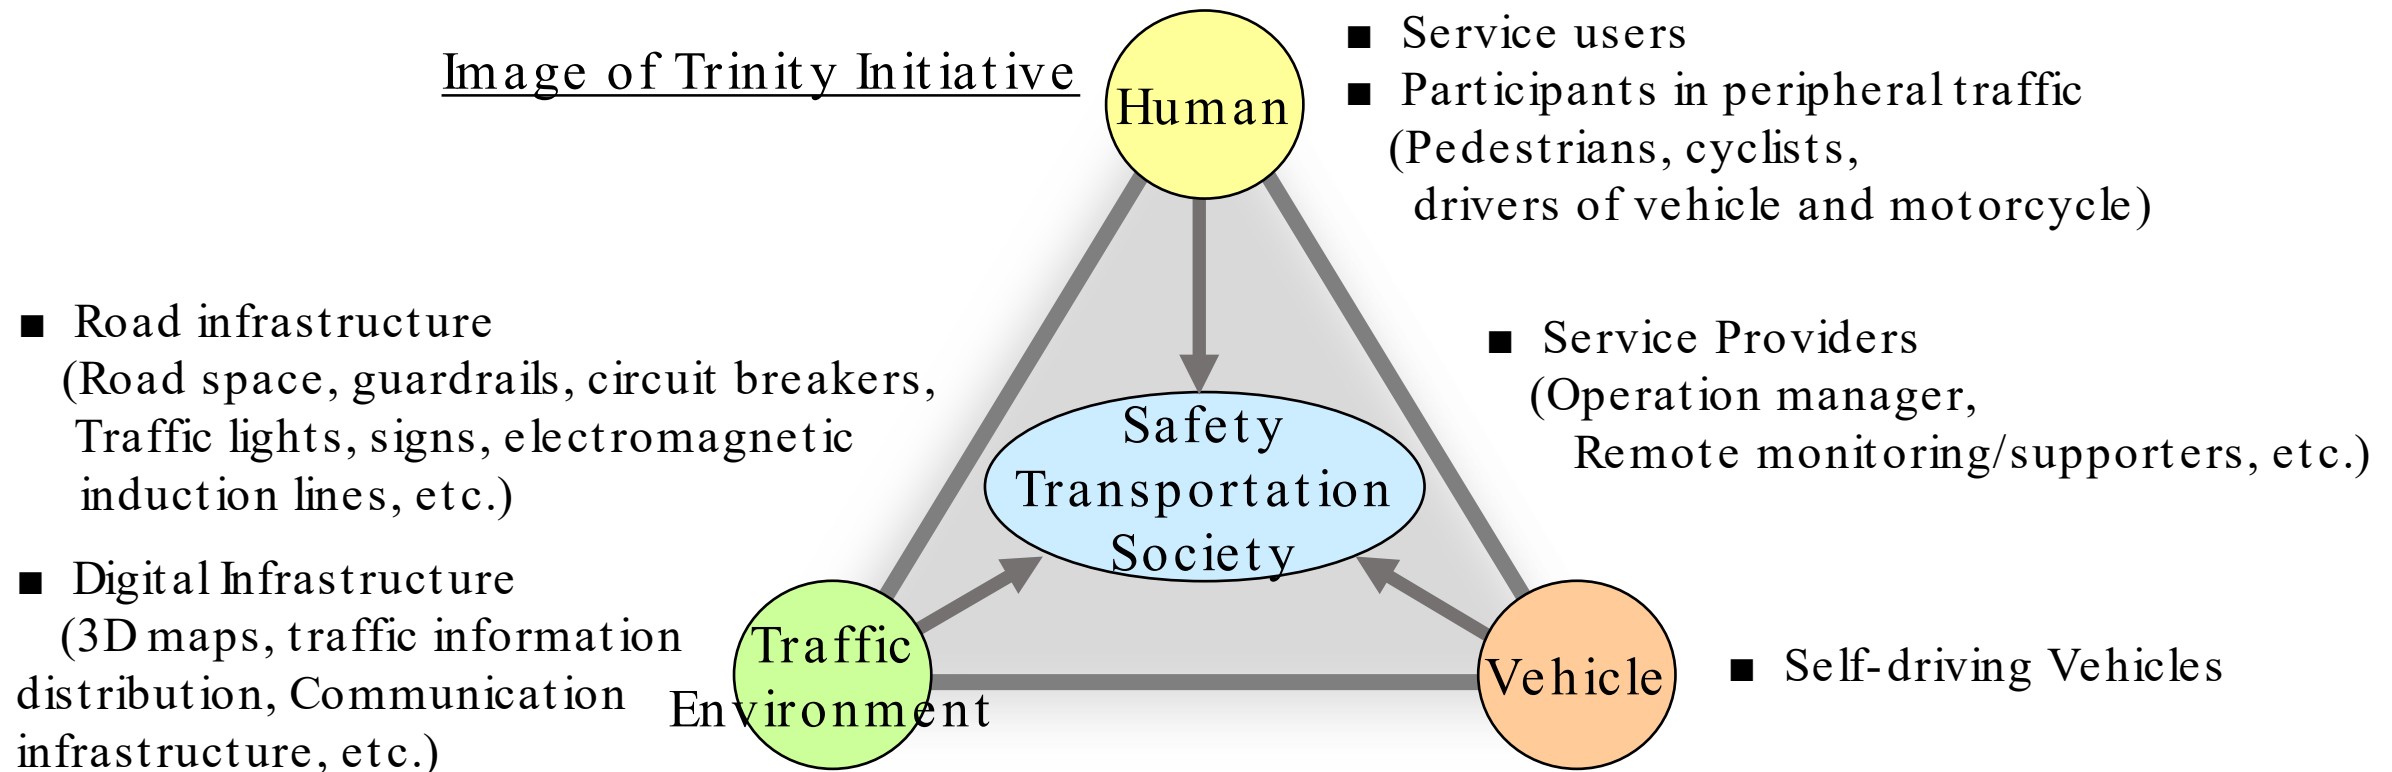 Image of Trinity Initiative
Human
■ Service users
■ Participants in peripheral traffic
(Pedestrians, cyclists,
drivers of vehicle and motorcycle)
■ Road infrastructure
(Road space, guardrails, circuit breakers,
Traffic lights, signs, electromagnetic
induction lines, etc.)
■ Service Providers
(Operation manager,
Remote monitoring/supporters, etc.)
Safety
Transportation
Society
■ Digital Infrastructure
(3D maps, traffic information
distribution, Communication
infrastructure, etc.)
Traffic
Environment
Vehicle
■ Self-driving Vehicles